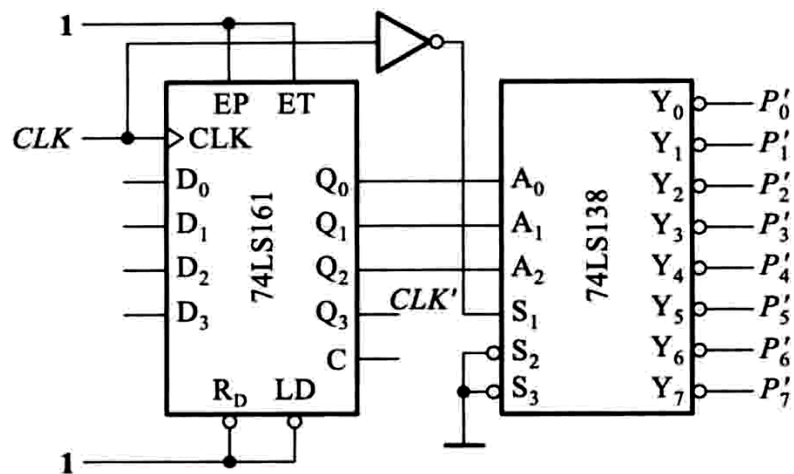 1
EP ET
CLK
CLK
D₀
D₁
D₂
D₃
74LS161
Q₀
Q₁
Q₂
Q₃
C
R_D LD
1
CLK'
A₀
A₁
A₂
S₁
S₂
S₃
74LS138
Y₀ P'₀
Y₁ P'₁
Y₂ P'₂
Y₃ P'₃
Y₄ P'₄
Y₅ P'₅
Y₆ P'₆
Y₇ P'₇